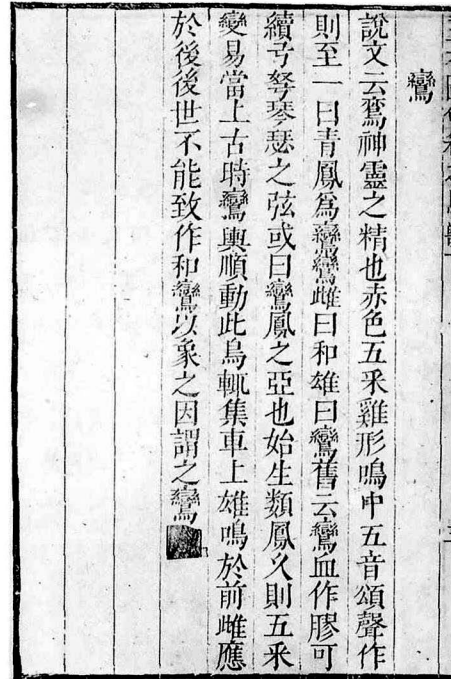 鸞
說文云鵉神靈之精也赤色五采雞形鳴中五音頌聲作
則至一曰青鳳爲鸞鸞雌曰和雄曰鸞舊云鸞血作膠可
續弓弩琴瑟之弦或曰鸞鳳之亞也始生類鳳久則五采
變易當上古時鸞輿順動此鳥輒集車上雄鳴於前雌應
於後後世不能致作和鸞以象之因謂之鸞